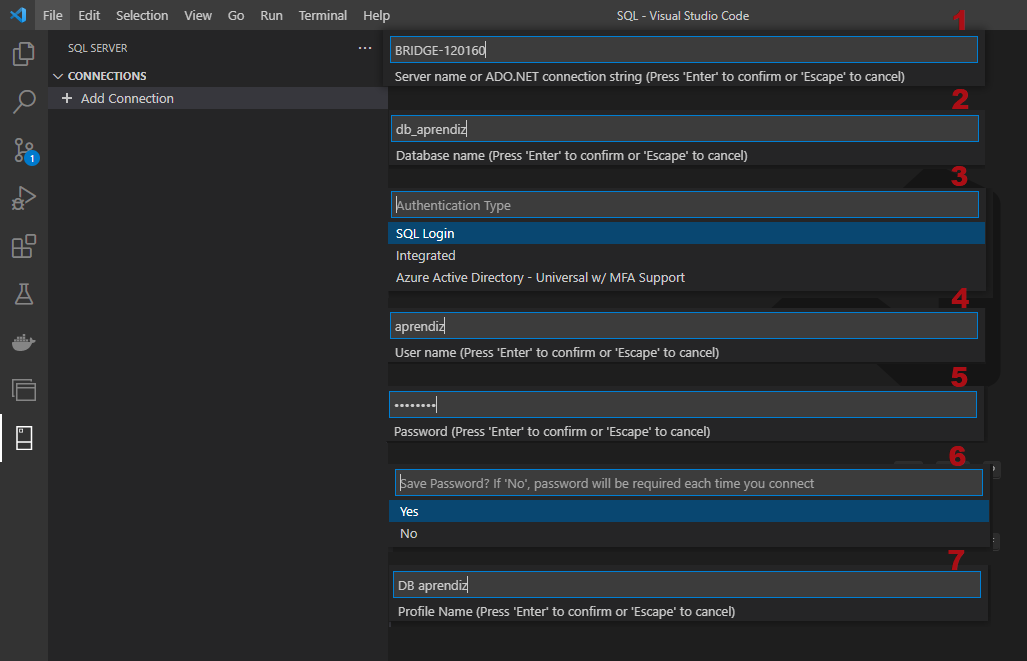 File Edit Selection View Go Run Terminal Help SQL - Visual Studio Code
SQL SERVER ...
CONNECTIONS
+ Add Connection
1
1
BRIDGE-120160
Server name or ADO.NET connection string (Press 'Enter' to confirm or 'Escape' to cancel)
2
db_aprendiz
Database name (Press 'Enter' to confirm or 'Escape' to cancel)
3
Authentication Type
SQL Login
Integrated
Azure Active Directory - Universal w/ MFA Support
4
aprendiz
User name (Press 'Enter' to confirm or 'Escape' to cancel)
5
••••••••
Password (Press 'Enter' to confirm or 'Escape' to cancel)
6
Save Password? If 'No', password will be required each time you connect
Yes
No
7
DB aprendiz
Profile Name (Press 'Enter' to confirm or 'Escape' to cancel)